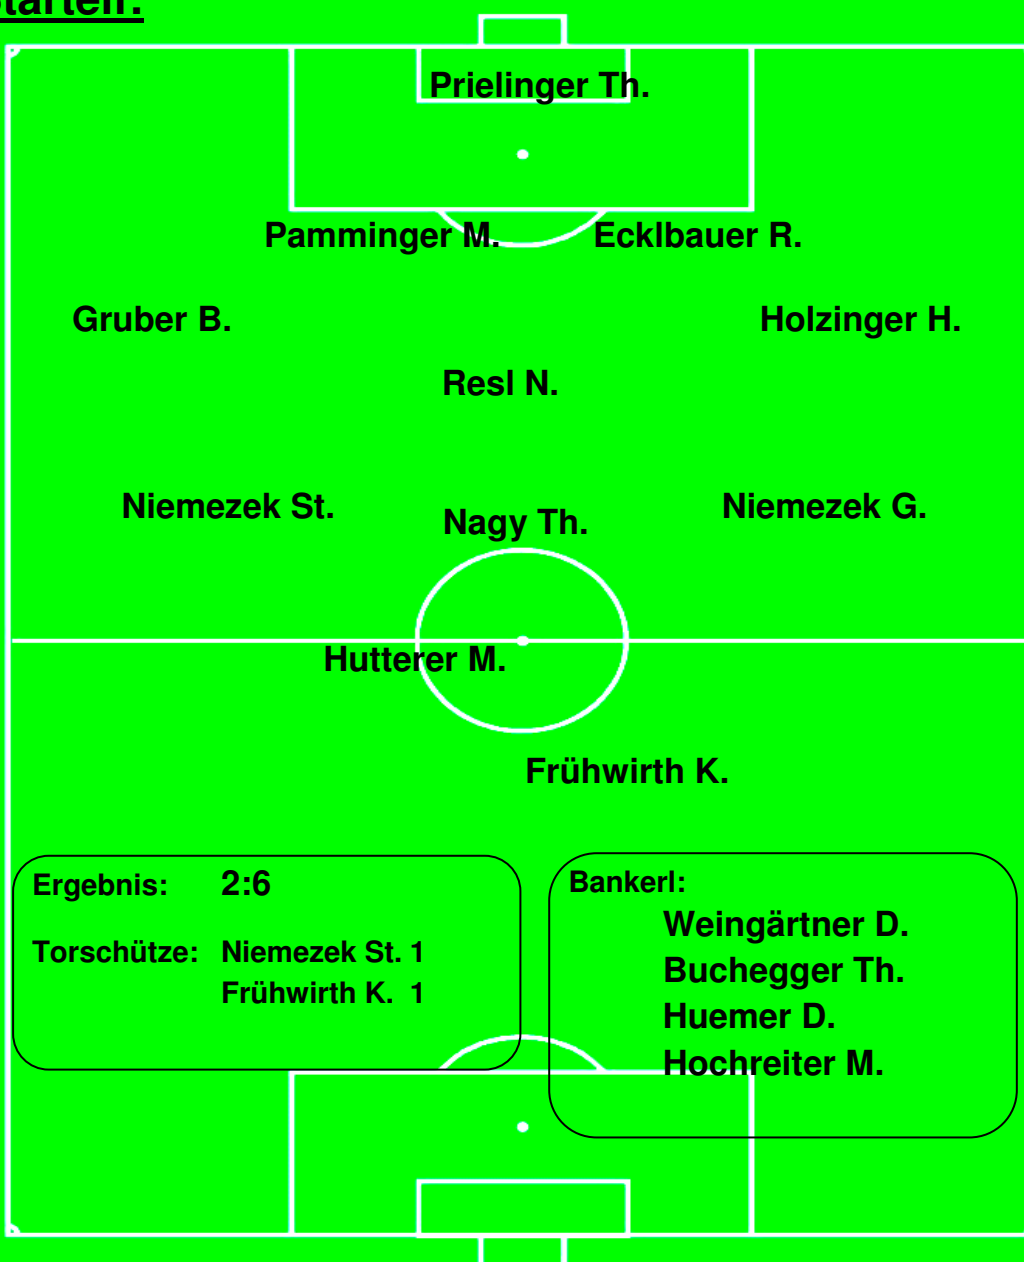 Prielinger Th.
Pamminger M. Ecklbauer R.
Gruber B. Holzinger H.
Resl N.
Niemezek St. Nagy Th. Niemezek G.
Hutterer M.
Frühwirth K.
Ergebnis: 2:6
Torschütze: Niemezek St. 1
Frühwirth K. 1
Bankerl:
Weingärtner D.
Buchegger Th.
Huemer D.
Hochreiter M.